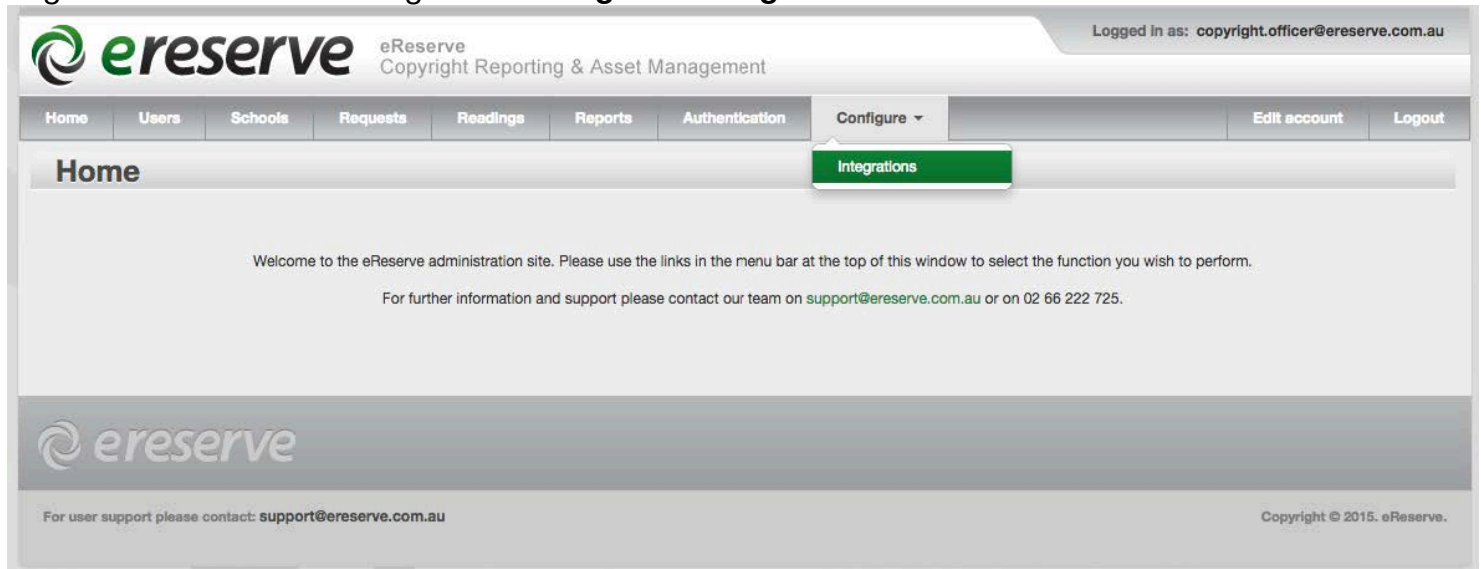 Logged in as: copyright.officer@ereserve.com.au
ereserve
eReserve
Copyright Reporting & Asset Management
Home Users Schools Requests Readings Reports Authentication Configure Edit account Logout
Integrations
Home
Welcome to the eReserve administration site. Please use the links in the menu bar at the top of this window to select the function you wish to perform.
For further information and support please contact our team on support@ereserve.com.au or on 02 66 222 725.
ereserve
For user support please contact: support@ereserve.com.au
Copyright © 2015. eReserve.